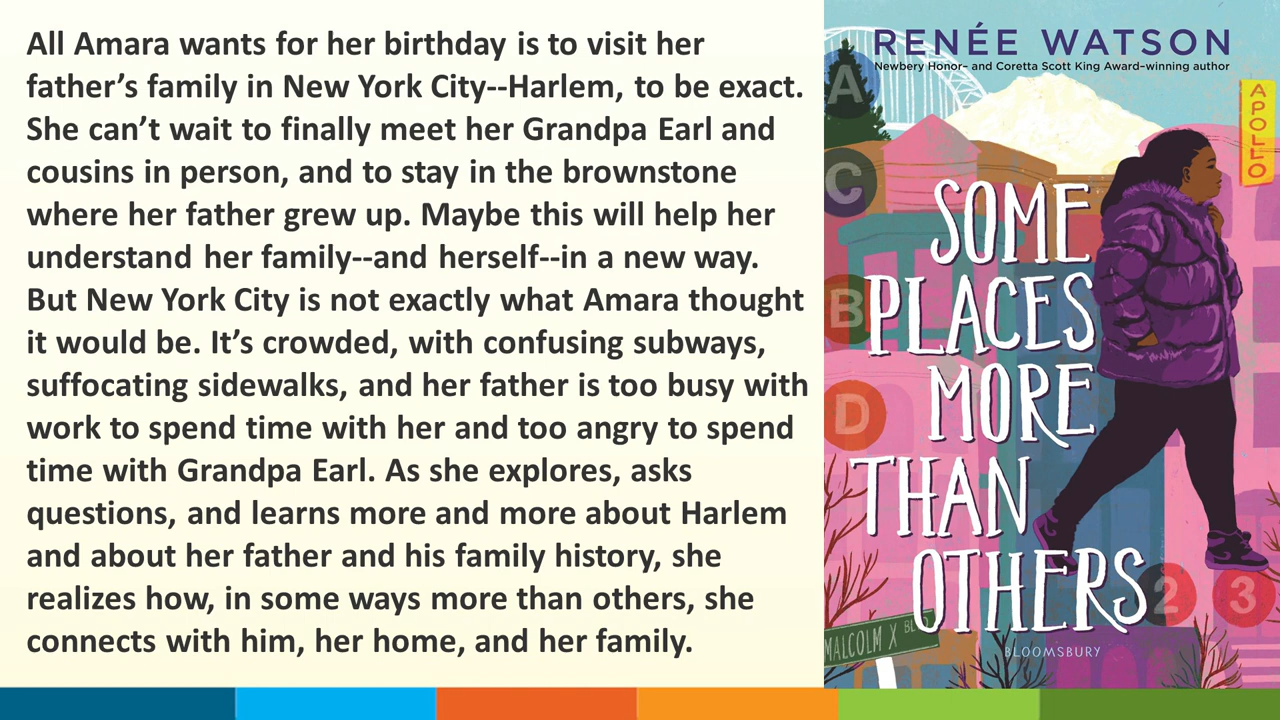 All Amara wants for her birthday is to visit her
father’s family in New York City--Harlem, to be exact.
She can’t wait to finally meet her Grandpa Earl and
cousins in person, and to stay in the brownstone
where her father grew up. Maybe this will help her
understand her family--and herself--in a new way.
But New York City is not exactly what Amara thought
it would be. It’s crowded, with confusing subways,
suffocating sidewalks, and her father is too busy with
work to spend time with her and too angry to spend
time with Grandpa Earl. As she explores, asks
questions, and learns more and more about Harlem
and about her father and his family history, she
realizes how, in some ways more than others, she
connects with him, her home, and her family.
RENÉE WATSON
Newbery Honor– and Coretta Scott King Award–winning author
A
APOLLO
C
SOME
PLACES
B
MORE
D
THAN
OTHERS
2
3
MALCOLM X BLVD
BLOOMSBURY